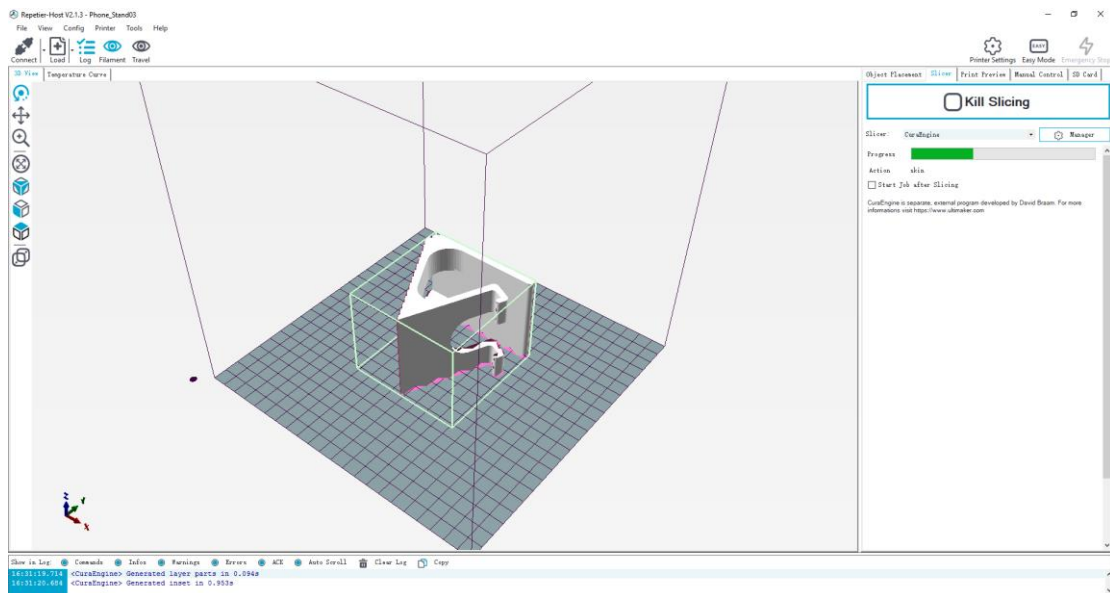 Repetier-Host V2.1.3 - Phone_Stand03
File View Config Printer Tools Help
Connect Load Log Filament Travel Printer Settings Easy Mode Emergency Stop
EASY
3D View Temperature Curve Object Placement Slicer Print Preview Manual Control SD Card
Kill Slicing
Slicer: CuraEngine Manager
Progress
Action skin
Start Job after Slicing
CuraEngine is separate, external program developed by David Braam. For more
informations visit https://www.ultimaker.com
Z
Y
X
Show in Log: Commands Infos Warnings Errors ACK Auto Scroll Clear Log Copy
16:31:19.714 <CuraEngine> Generated layer parts in 0.094s
16:31:20.684 <CuraEngine> Generated inset in 0.953s